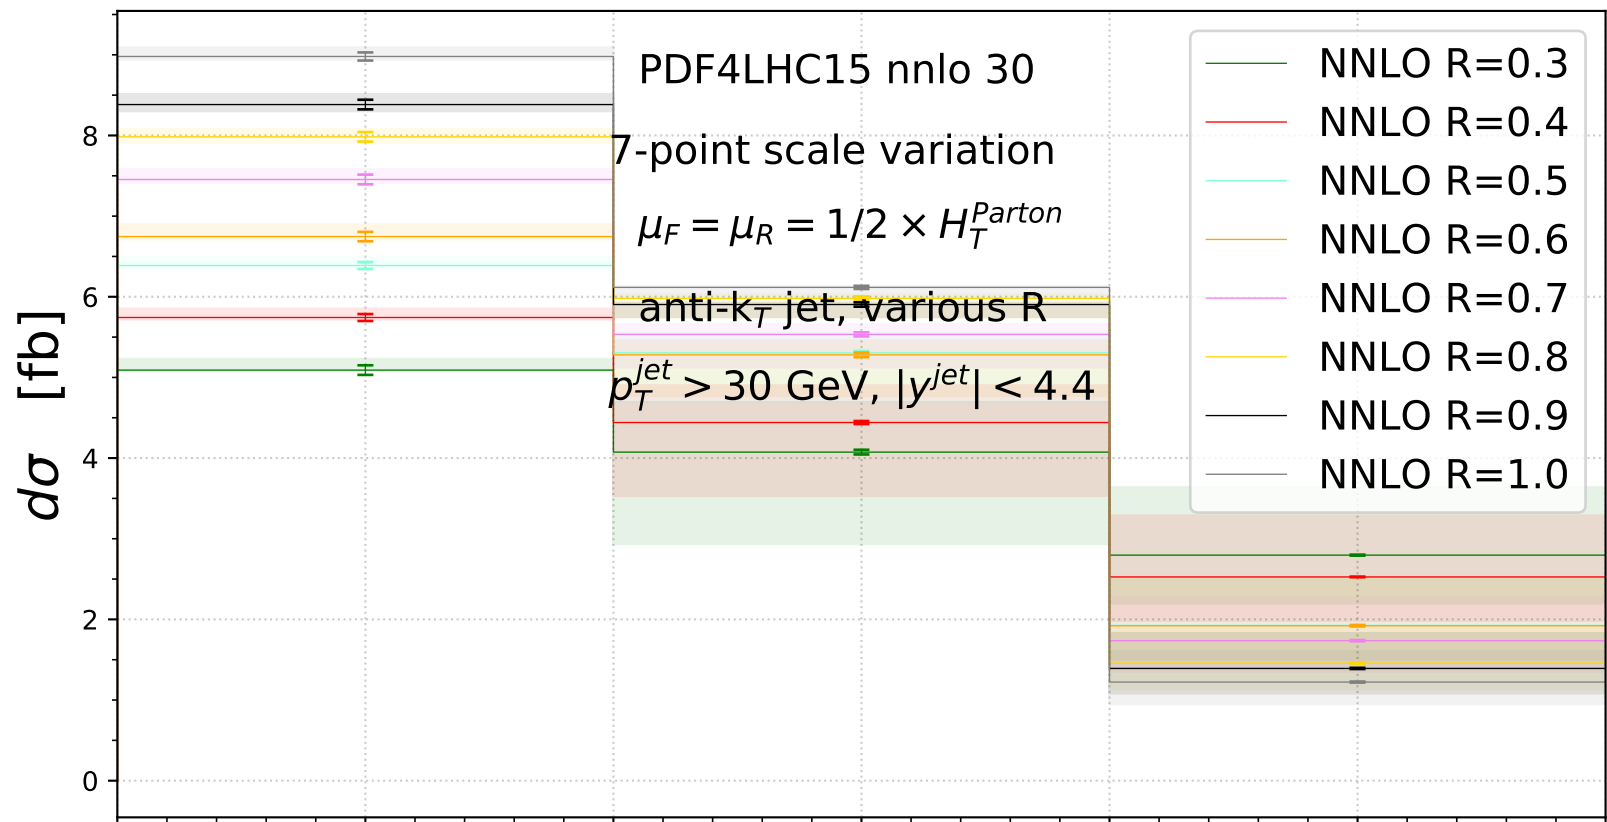 dσ [fb]
8
6
4
2
0
PDF4LHC15 nnlo 30
7-point scale variation
μ_F = μ_R = 1/2 × H_T^{Parton}
anti-k_T jet, various R
p_T^{jet} > 30 GeV, |y^{jet}| < 4.4
NNLO R=0.3
NNLO R=0.4
NNLO R=0.5
NNLO R=0.6
NNLO R=0.7
NNLO R=0.8
NNLO R=0.9
NNLO R=1.0